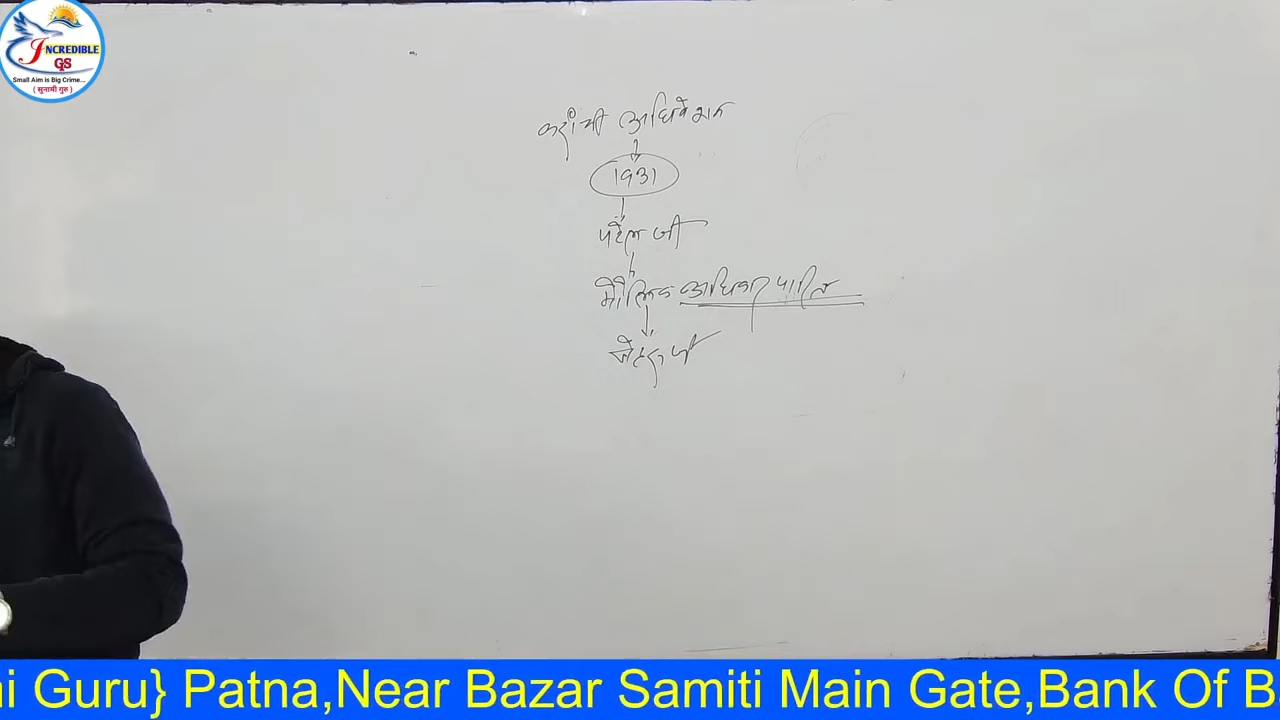 INCREDIBLE
GS
Small Aim is Big Crime...
( सुनामी गुरु )
कराँची अधिवेशन
1931
पटेल जी
मौलिक अधिकार पारित
नेहरू जी
ni Guru} Patna,Near Bazar Samiti Main Gate,Bank Of B